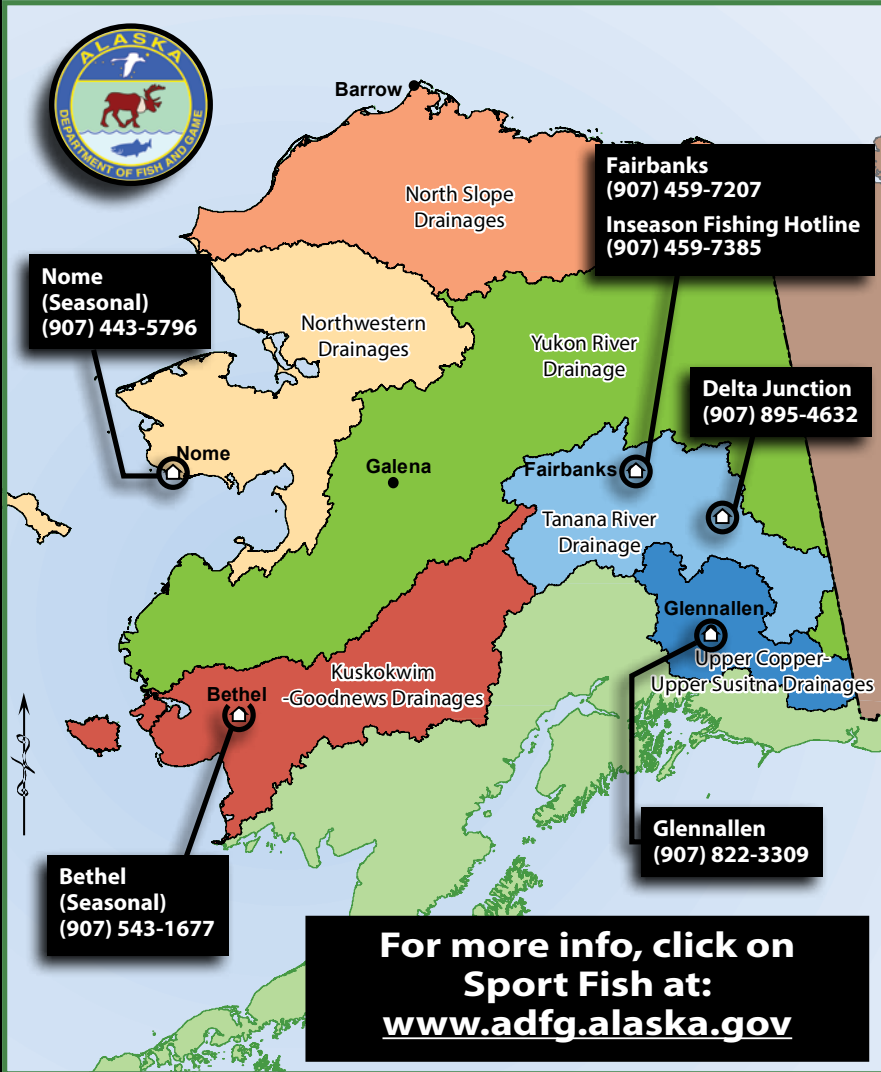 ALASKA
DEPARTMENT OF FISH AND GAME
Barrow
North Slope
Drainages
Fairbanks
(907) 459-7207
Inseason Fishing Hotline
(907) 459-7385
Nome
(Seasonal)
(907) 443-5796
Northwestern
Drainages
Yukon River
Drainage
Delta Junction
(907) 895-4632
Nome
Galena
Fairbanks
Tanana River
Drainage
Glennallen
Upper Copper-
Upper Susitna Drainages
Kuskokwim
-Goodnews Drainages
Bethel
Glennallen
(907) 822-3309
Bethel
(Seasonal)
(907) 543-1677
For more info, click on
Sport Fish at:
www.adfg.alaska.gov